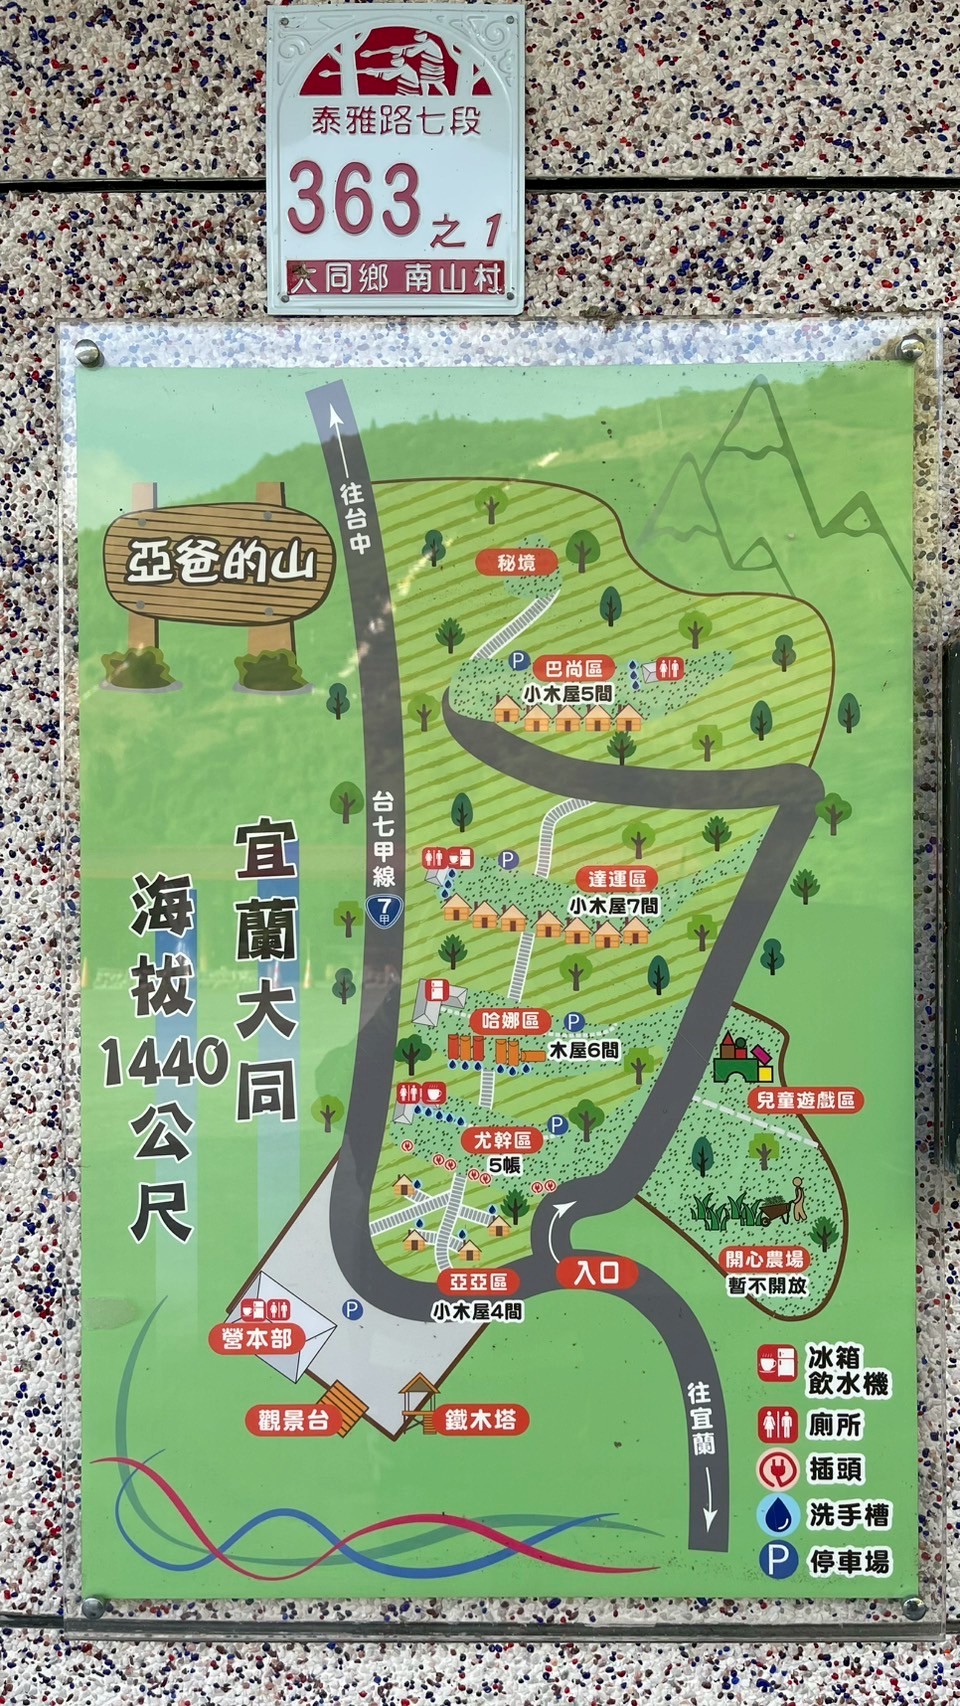 泰雅路七段
363之1
大同鄉 南山村
往台中
亞爸的山
秘境
P
巴尚區
小木屋5間
台七甲線
7
甲
P
達運區
小木屋7間
宜蘭大同
海拔1440公尺
哈娜區
P
木屋6間
兒童遊戲區
尤幹區
P
5帳
開心農場
暫不開放
亞亞區
小木屋4間
入口
P
營本部
觀景台
鐵木塔
往宜蘭
冰箱
飲水機
廁所
插頭
洗手槽
P 停車場